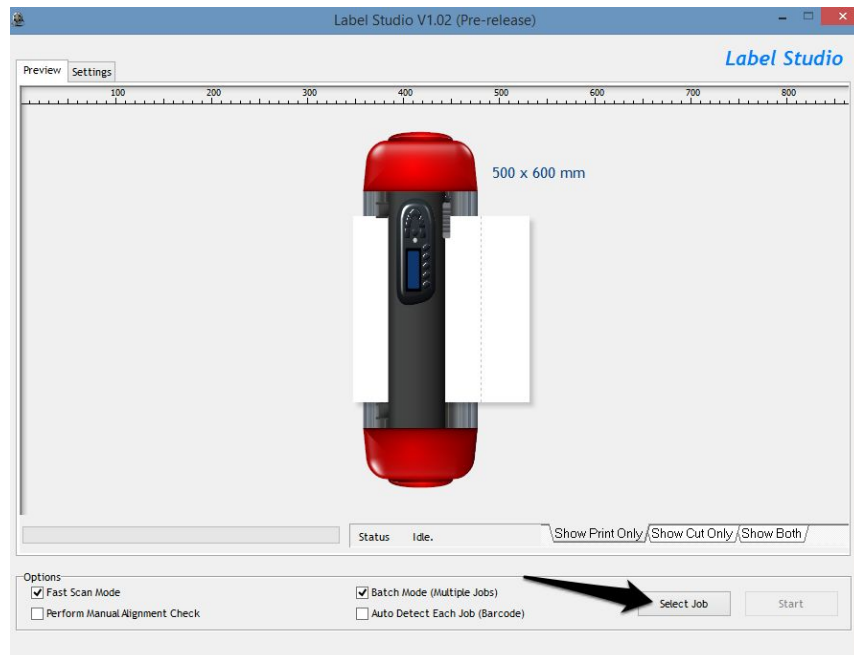 Label Studio V1.02 (Pre-release)
Label Studio
Preview Settings
100 200 300 400 500 600 700 800
500 x 600 mm
Status Idle.
Show Print Only Show Cut Only Show Both
Options
Fast Scan Mode
Batch Mode (Multiple Jobs)
Select Job
Start
Perform Manual Alignment Check
Auto Detect Each Job (Barcode)